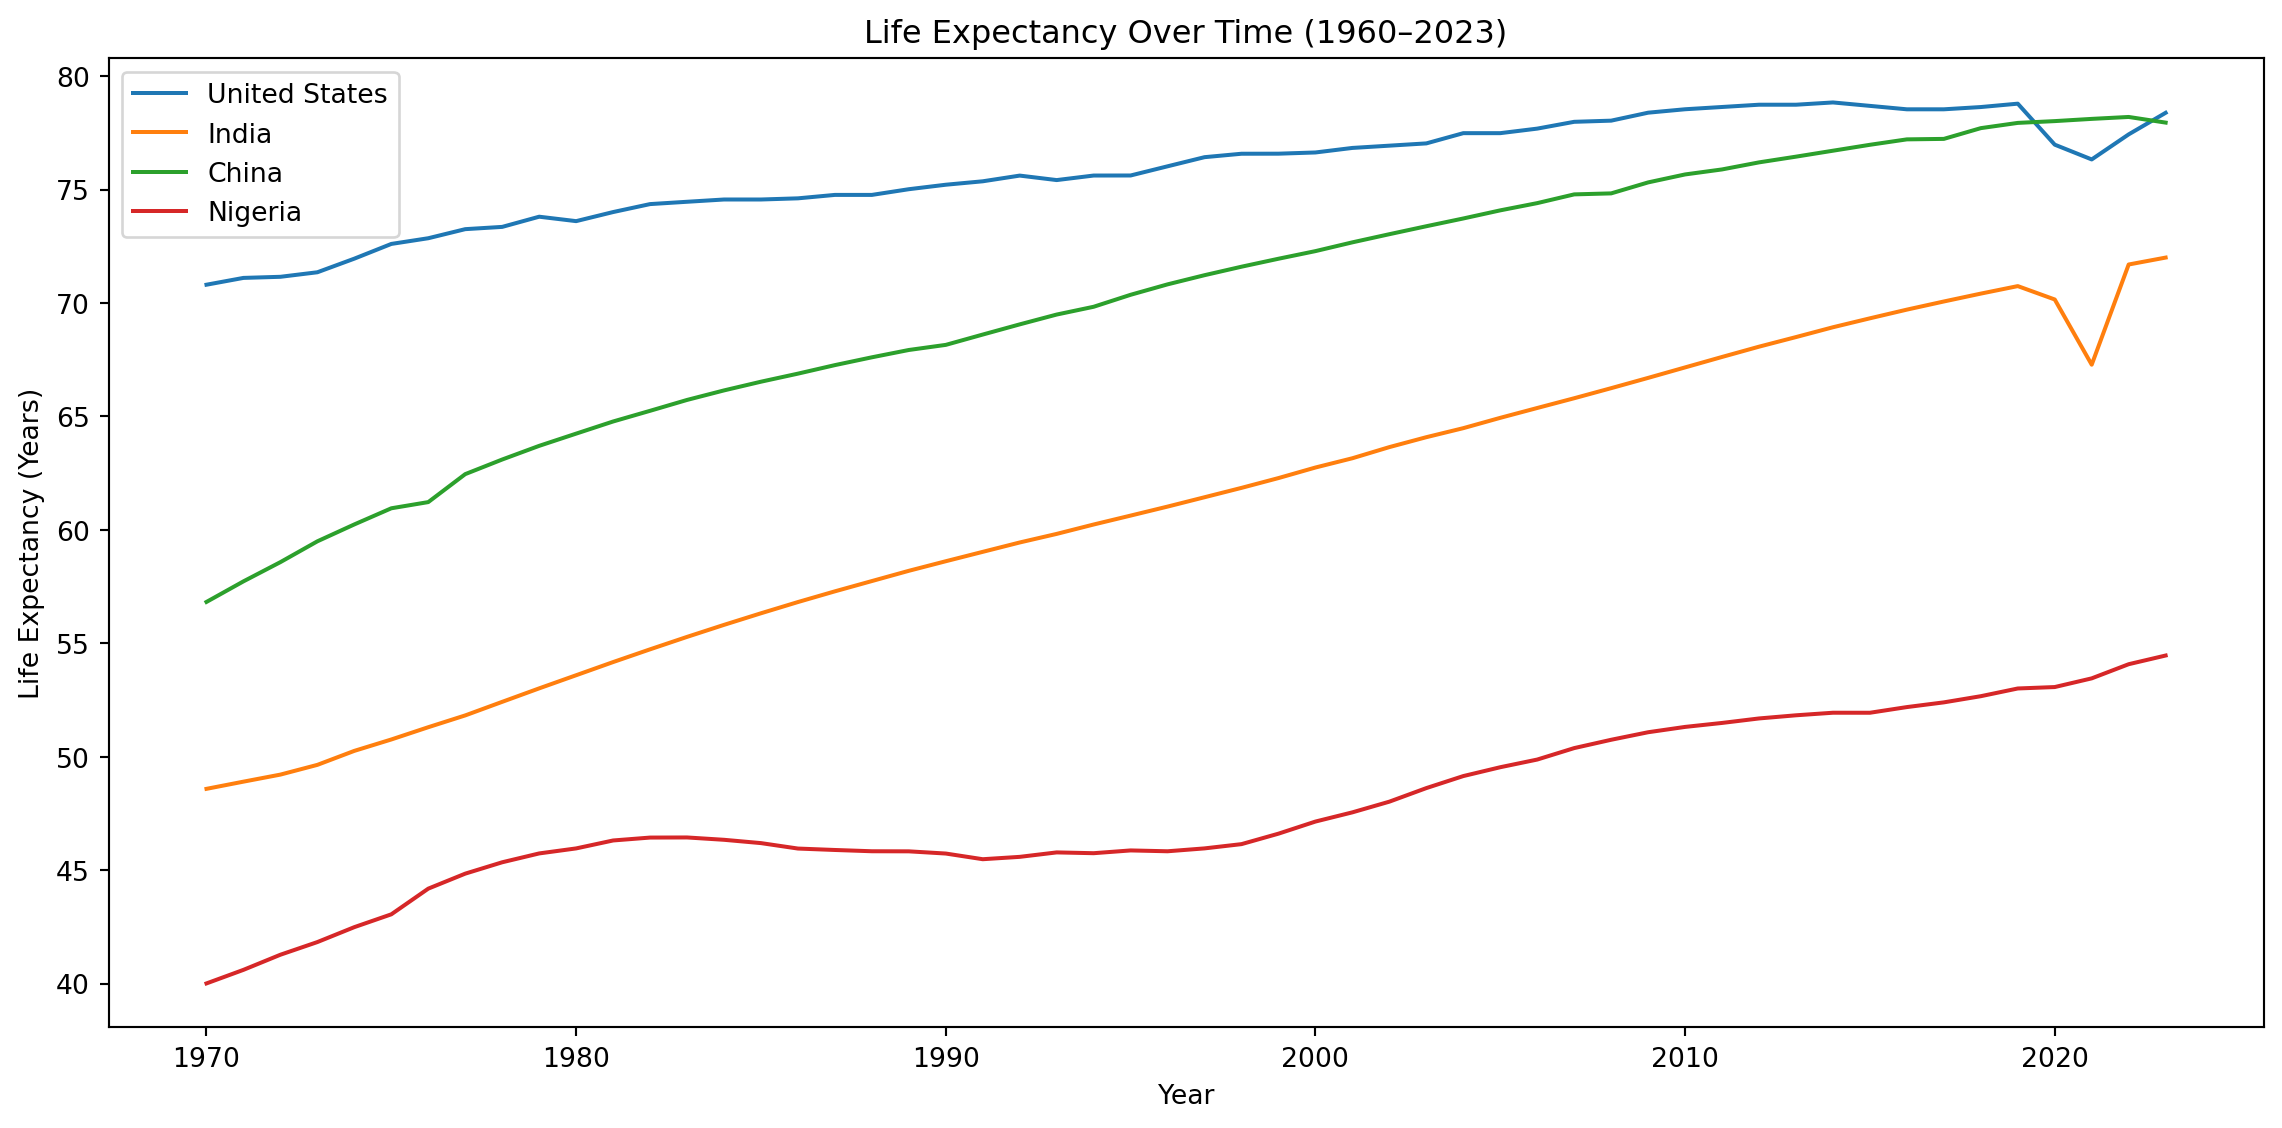 Life Expectancy Over Time (1960–2023)
United States
India
China
Nigeria
Life Expectancy (Years)
80
75
70
65
60
55
50
45
40
1970 1980 1990 2000 2010 2020
Year